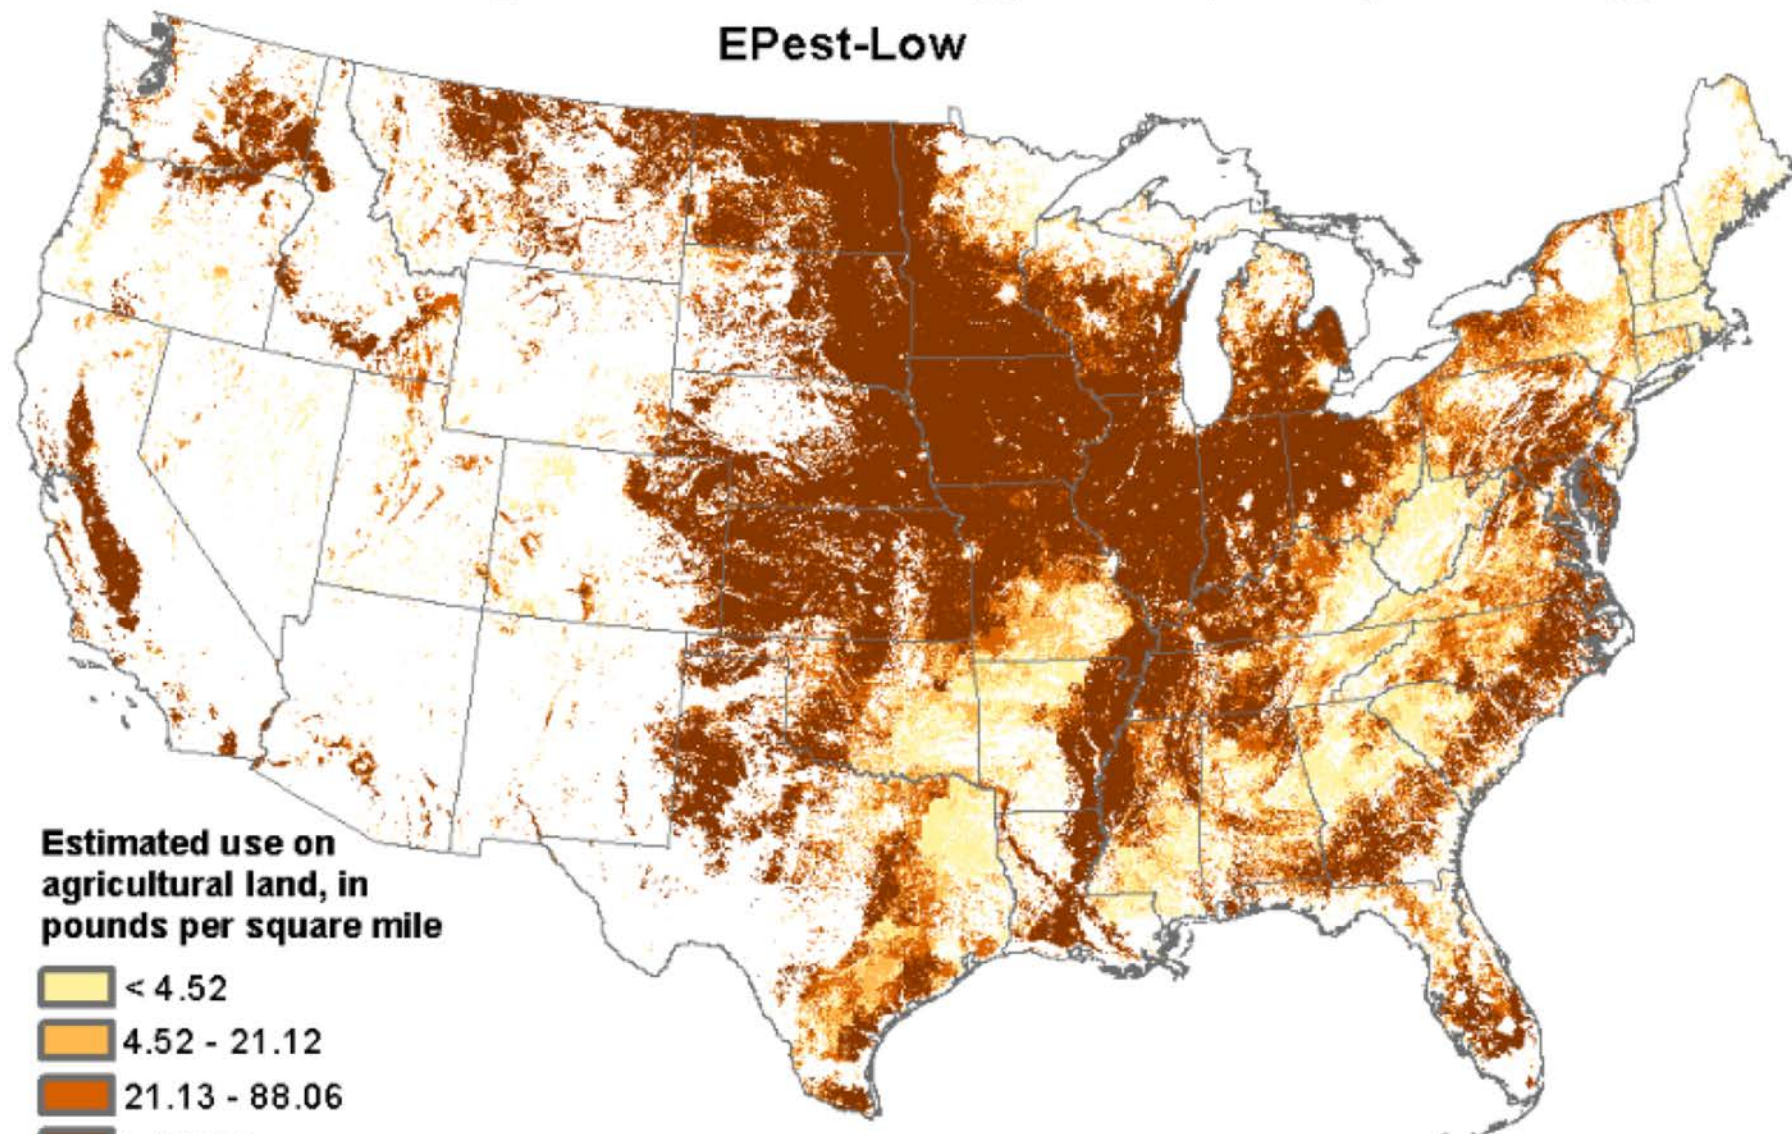 EPest-Low
Estimated use on
agricultural land, in
pounds per square mile
< 4.52
4.52 - 21.12
21.13 - 88.06